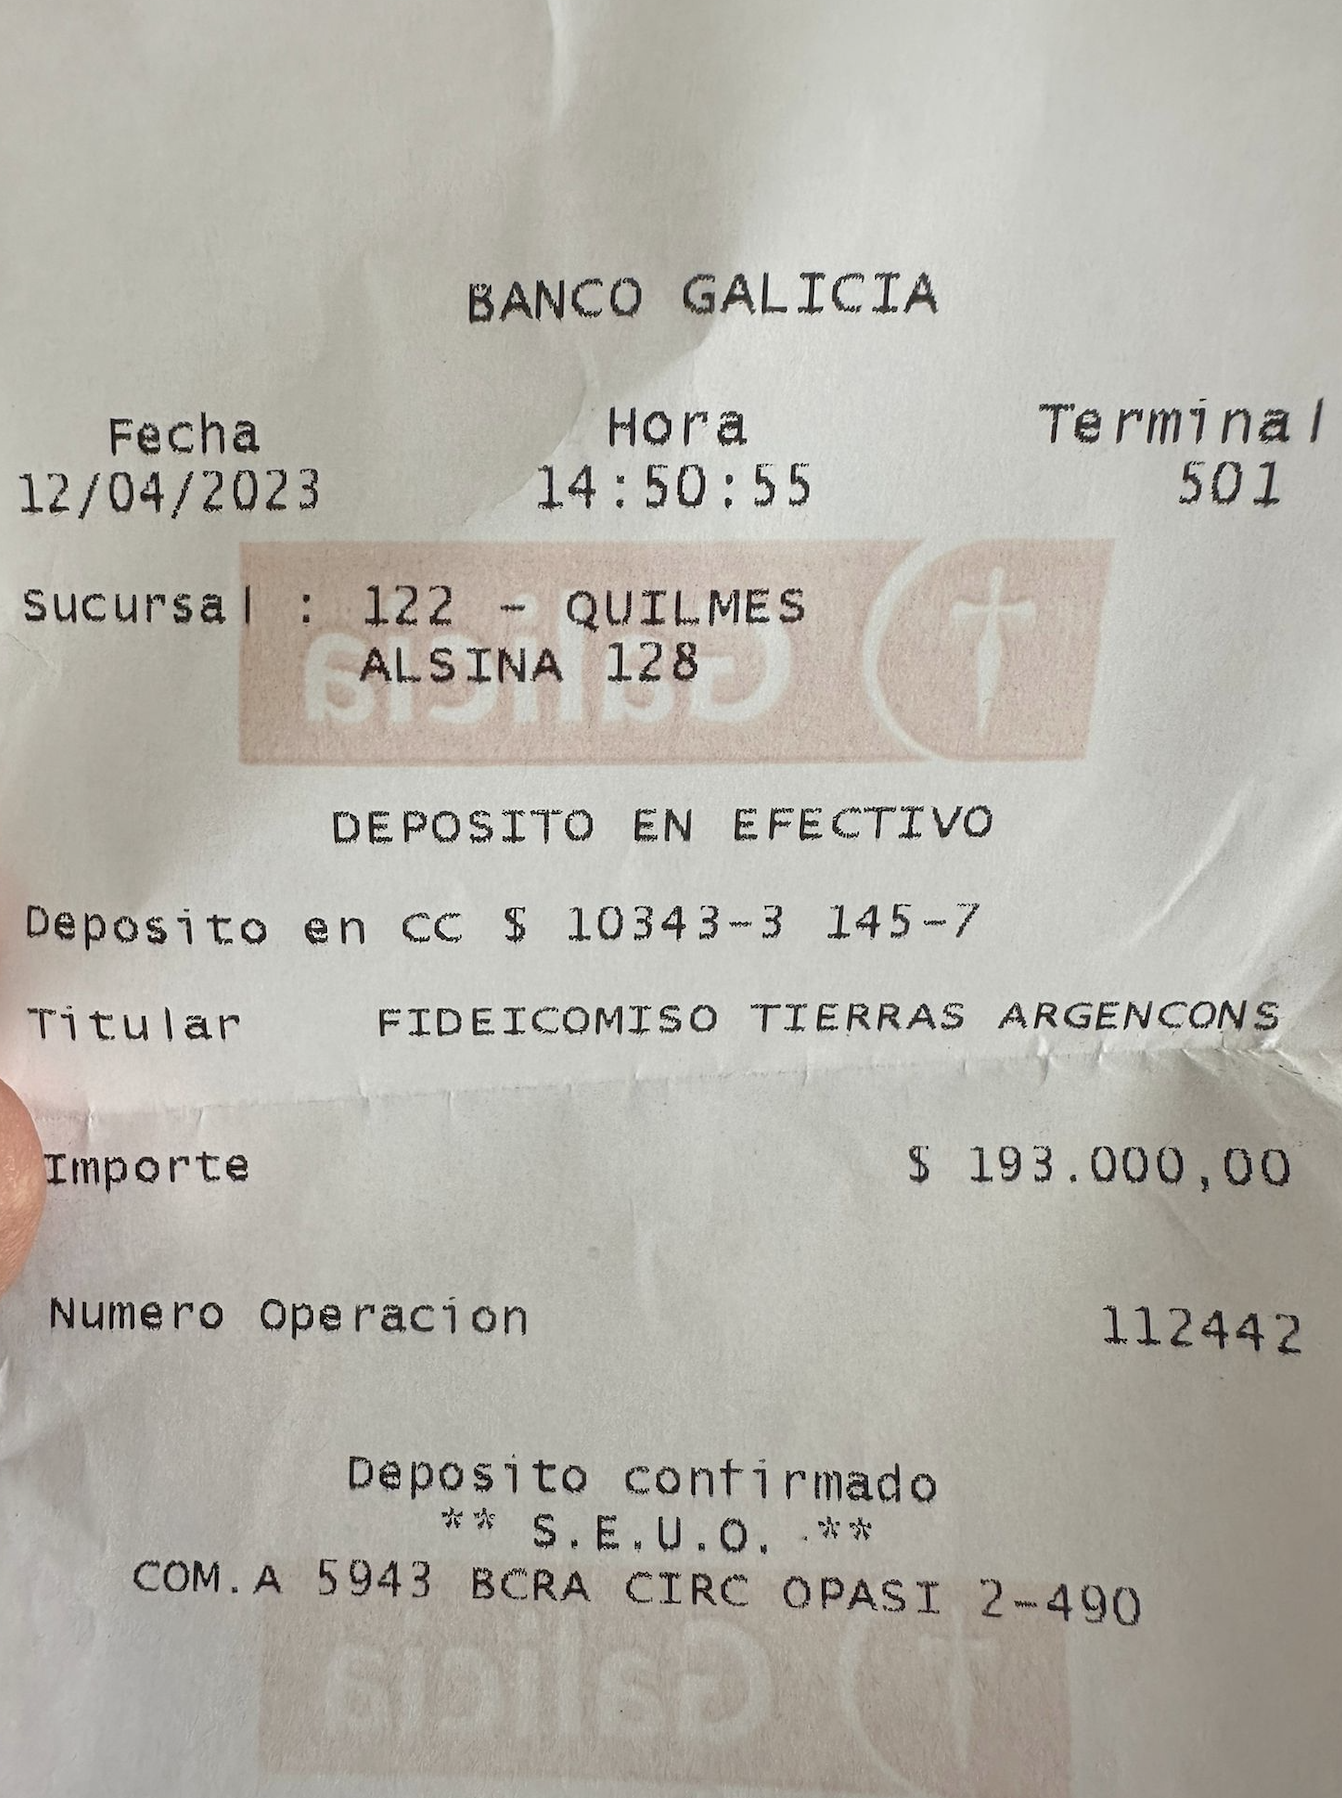 BANCO GALICIA
Fecha Hora Terminal
12/04/2023 14:50:55 501
Sucursal : 122 - QUILMES
ALSINA 128
Galicia
DEPOSITO EN EFECTIVO
Deposito en CC $ 10343-3 145-7
Titular FIDEICOMISO TIERRAS ARGENCONS
Importe $ 193.000,00
Numero Operacion 112442
Deposito confirmado
** S.E.U.O. **
COM.A 5943 BCRA CIRC OPASI 2-490
Galicia